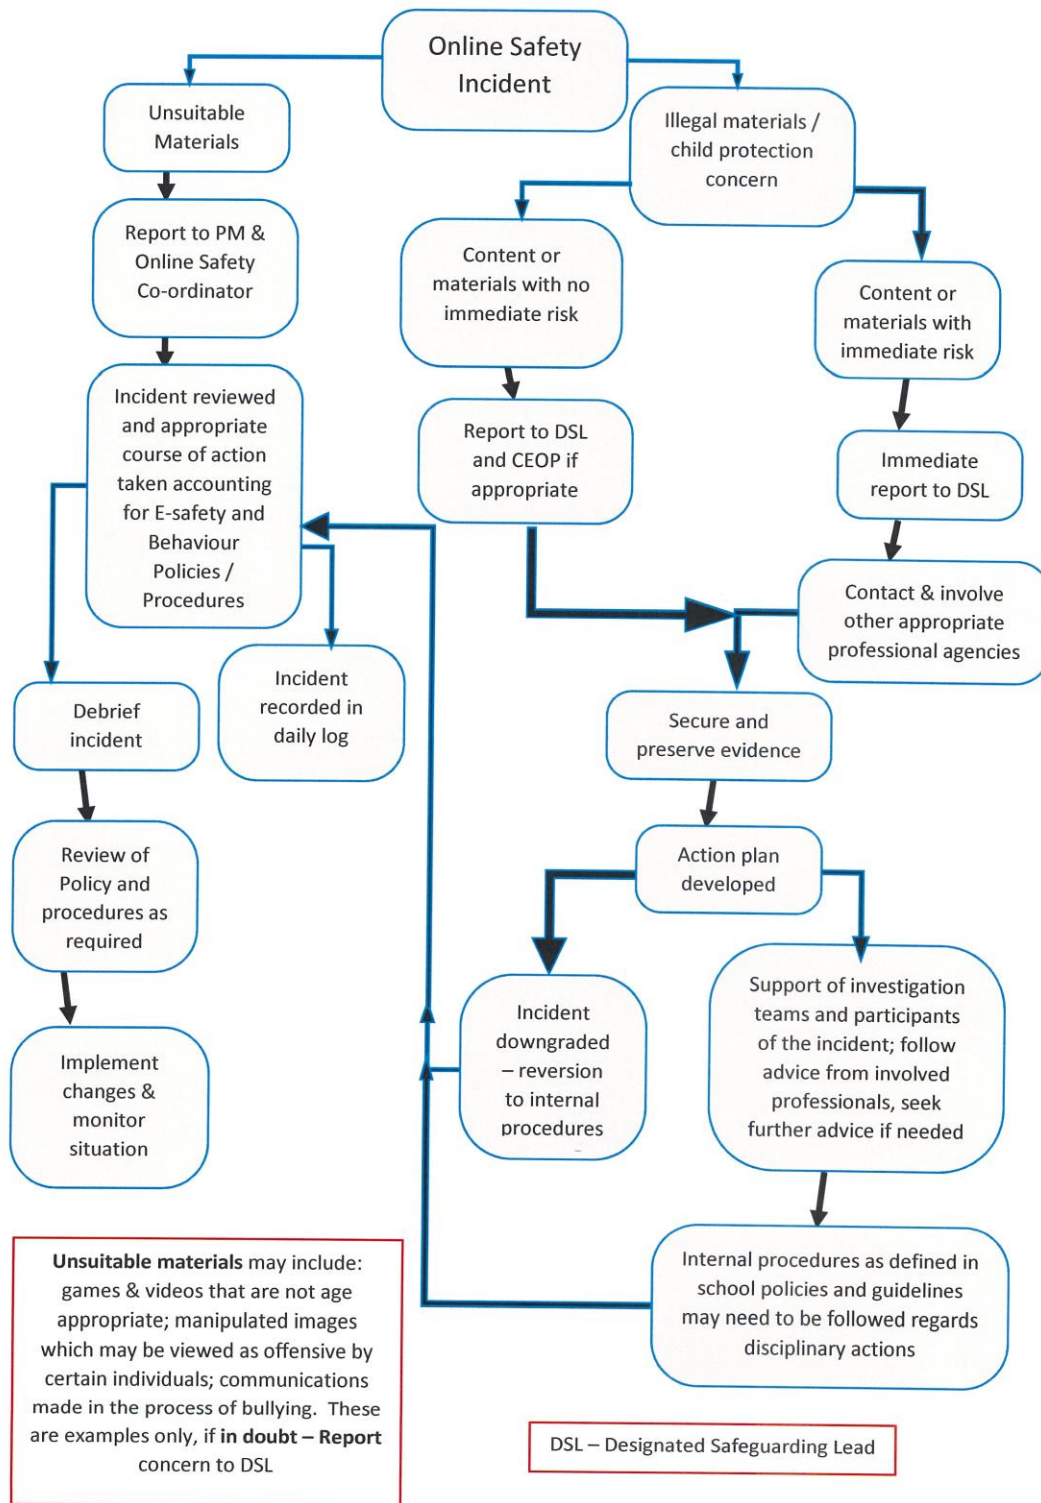 Online Safety
Incident
Unsuitable
Materials
Illegal materials /
child protection
concern
Report to PM &
Online Safety
Co-ordinator
Content or
materials with no
immediate risk
Content or
materials with
immediate risk
Incident reviewed
and appropriate
course of action
taken accounting
for E-safety and
Behaviour
Policies /
Procedures
Report to DSL
and CEOP if
appropriate
Immediate
report to DSL
Contact & involve
other appropriate
professional agencies
Incident
recorded in
daily log
Debrief
incident
Secure and
preserve evidence
Review of
Policy and
procedures as
required
Action plan
developed
Incident
downgraded
– reversion
to internal
procedures
Support of investigation
teams and participants
of the incident; follow
advice from involved
professionals, seek
further advice if needed
Implement
changes &
monitor
situation
Internal procedures as defined in
school policies and guidelines
may need to be followed regards
disciplinary actions
Unsuitable materials may include:
games & videos that are not age
appropriate; manipulated images
which may be viewed as offensive by
certain individuals; communications
made in the process of bullying. These
are examples only, if in doubt – Report
concern to DSL
DSL – Designated Safeguarding Lead